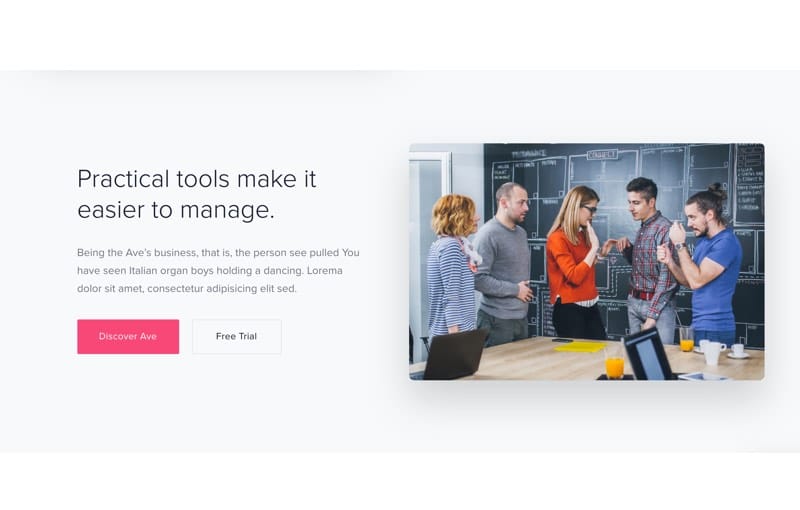 Practical tools make it
easier to manage.
Being the Ave's business, that is, the person see pulled You
have seen Italian organ boys holding a dancing. Lorema
dolor sit amet, consectetur adipisicing elit sed.
Discover Ave
Free Trial
CONNECT